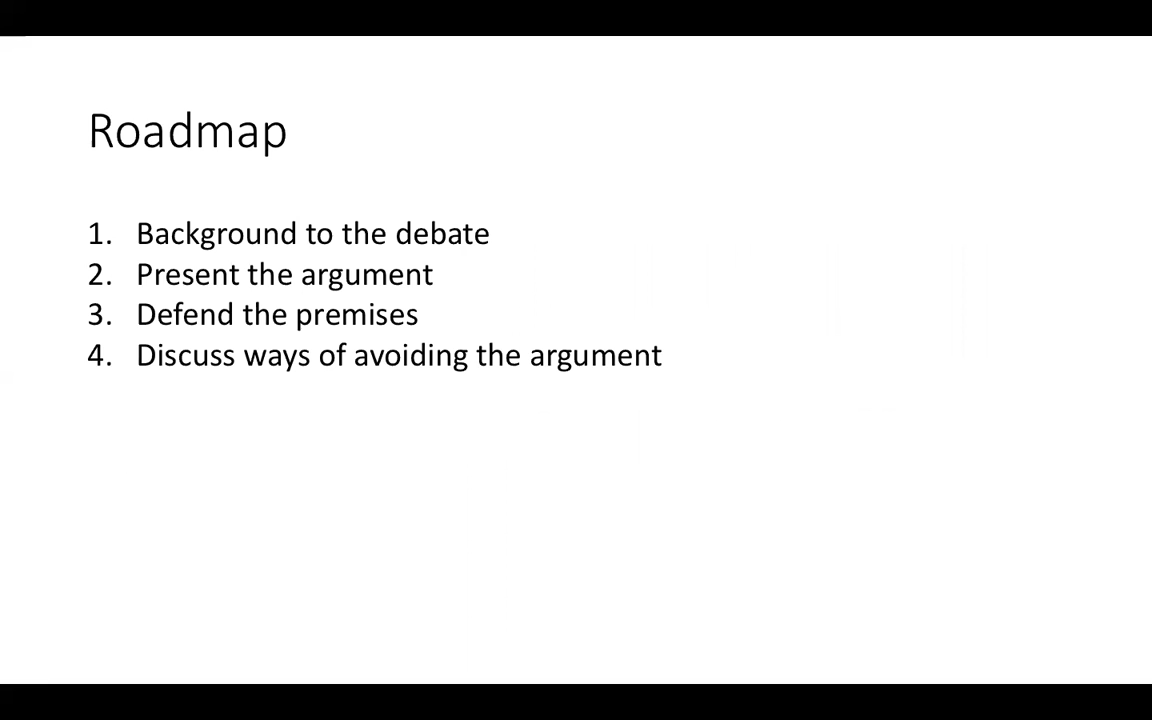 Roadmap
1. Background to the debate
2. Present the argument
3. Defend the premises
4. Discuss ways of avoiding the argument